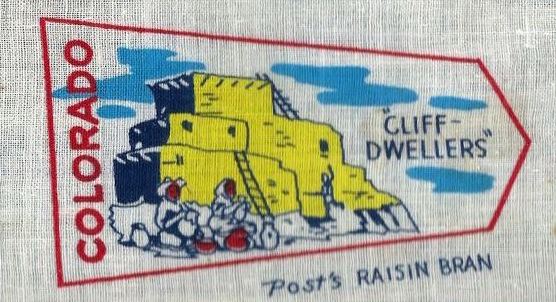 COLORADO
"CLIFF-
DWELLERS"
Post's RAISIN BRAN